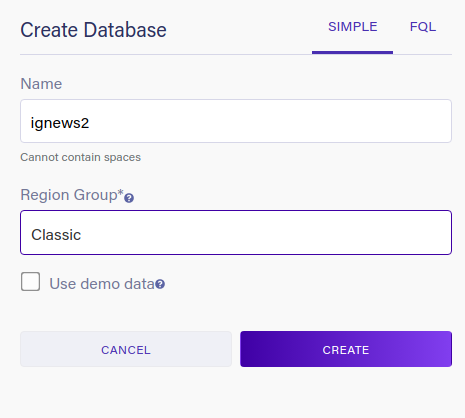 Create Database
SIMPLE FQL
Name
ignews2
Cannot contain spaces
Region Group*?
Classic
Use demo data?
CANCEL CREATE